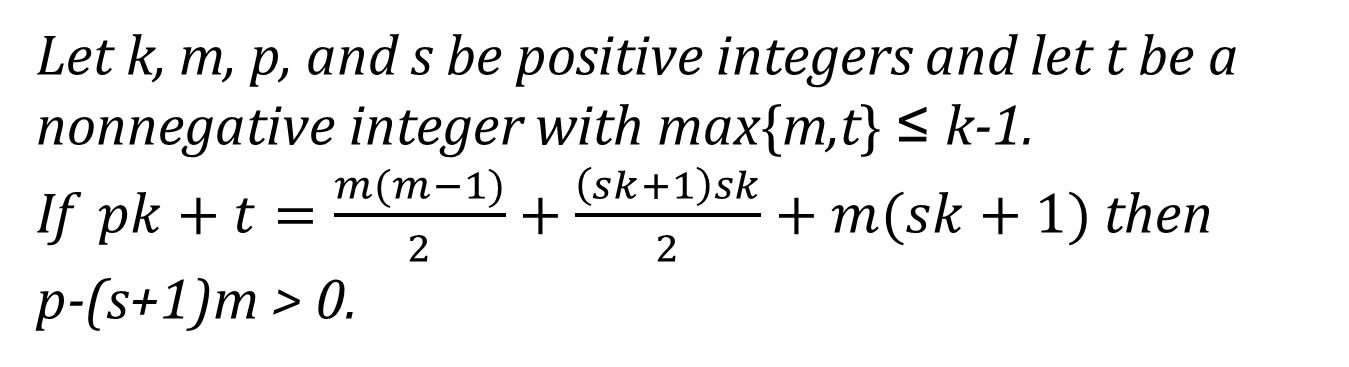 Let k, m, p, and s be positive integers and let t be a
nonnegative integer with max{m,t} ≤ k-1.
If pk + t = m(m−1)/2 + (sk+1)sk/2 + m(sk + 1) then
p-(s+1)m > 0.